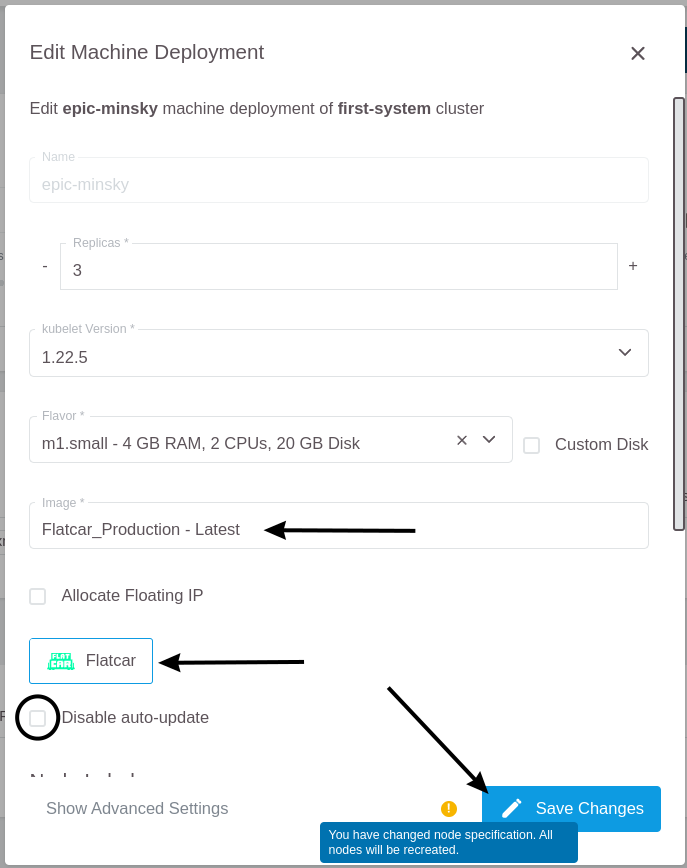 Edit Machine Deployment
Edit epic-minsky machine deployment of first-system cluster
Name
epic-minsky
Replicas *
- 3 +
kubelet Version *
1.22.5
Flavor *
m1.small - 4 GB RAM, 2 CPUs, 20 GB Disk
Custom Disk
Image *
Flatcar_Production - Latest
Allocate Floating IP
FLAT
CAR
Flatcar
Disable auto-update
Show Advanced Settings
Save Changes
You have changed node specification. All
nodes will be recreated.